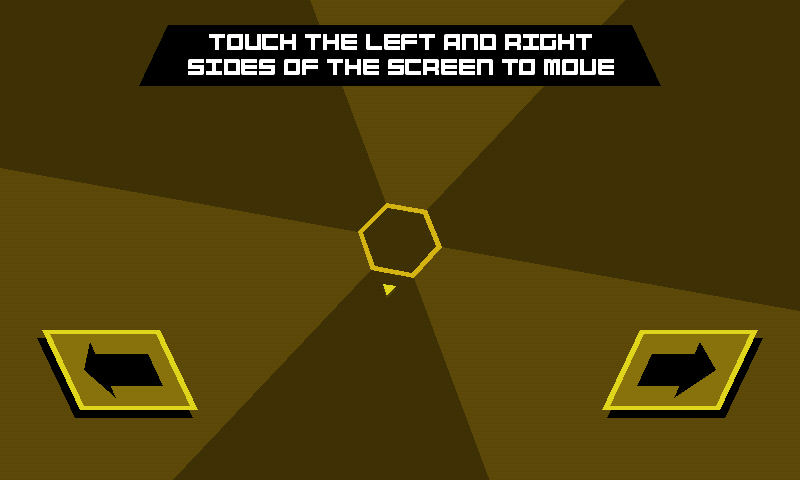 TOUCH THE LEFT AND RIGHT
SIDES OF THE SCREEN TO MOVE